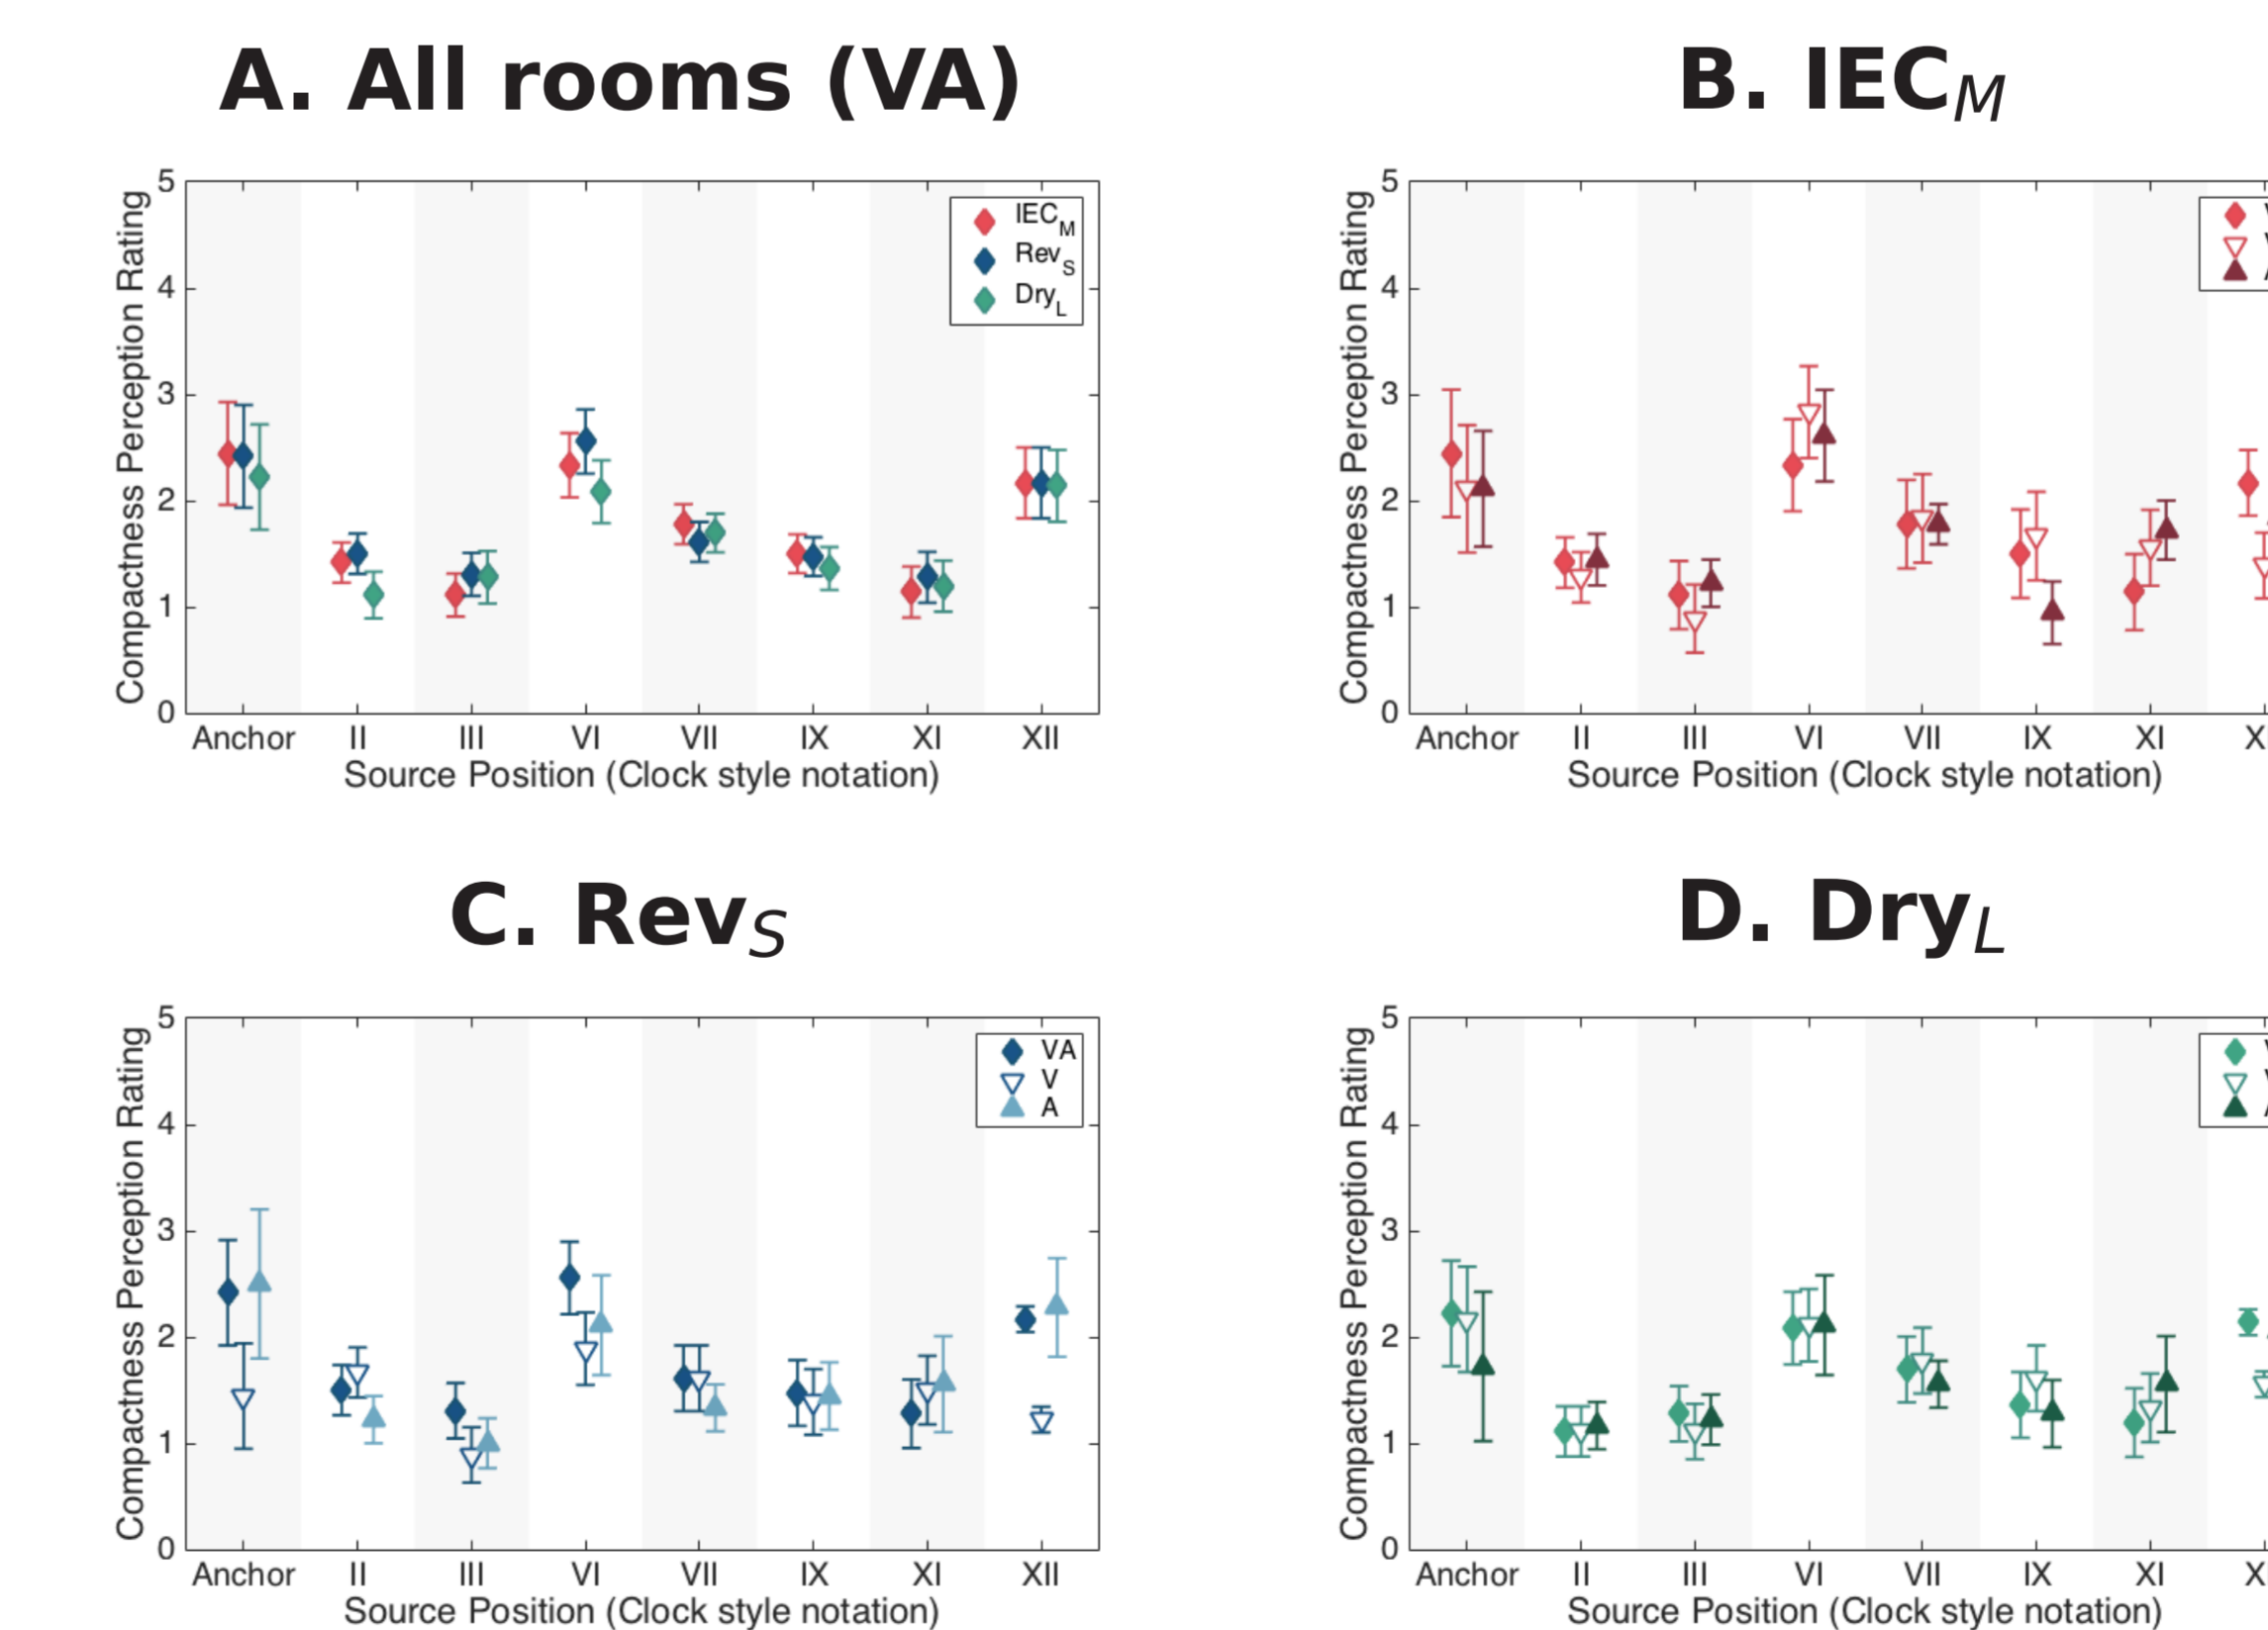 A. All rooms (VA)
5
4
3
2
1
0
Compactness Perception Rating
IEC_M
Rev_S
Dry_L
Anchor II III VI VII IX XI XII
Source Position (Clock style notation)
B. IEC_M
5
4
3
2
1
0
Compactness Perception Rating
Anchor II III VI VII IX XI
Source Position (Clock style notation)
C. Rev_S
5
4
3
2
1
0
Compactness Perception Rating
VA
V
A
Anchor II III VI VII IX XI XII
Source Position (Clock style notation)
D. Dry_L
5
4
3
2
1
0
Compactness Perception Rating
Anchor II III VI VII IX XI
Source Position (Clock style notation)